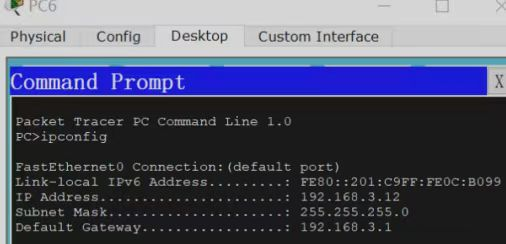 PC6
Physical Config Desktop Custom Interface
Command Prompt X
Packet Tracer PC Command Line 1.0
PC>ipconfig
FastEthernet0 Connection:(default port)
Link-local IPv6 Address.........: FE80::201:C9FF:FE0C:B099
IP Address......................: 192.168.3.12
Subnet Mask.....................: 255.255.255.0
Default Gateway.................: 192.168.3.1